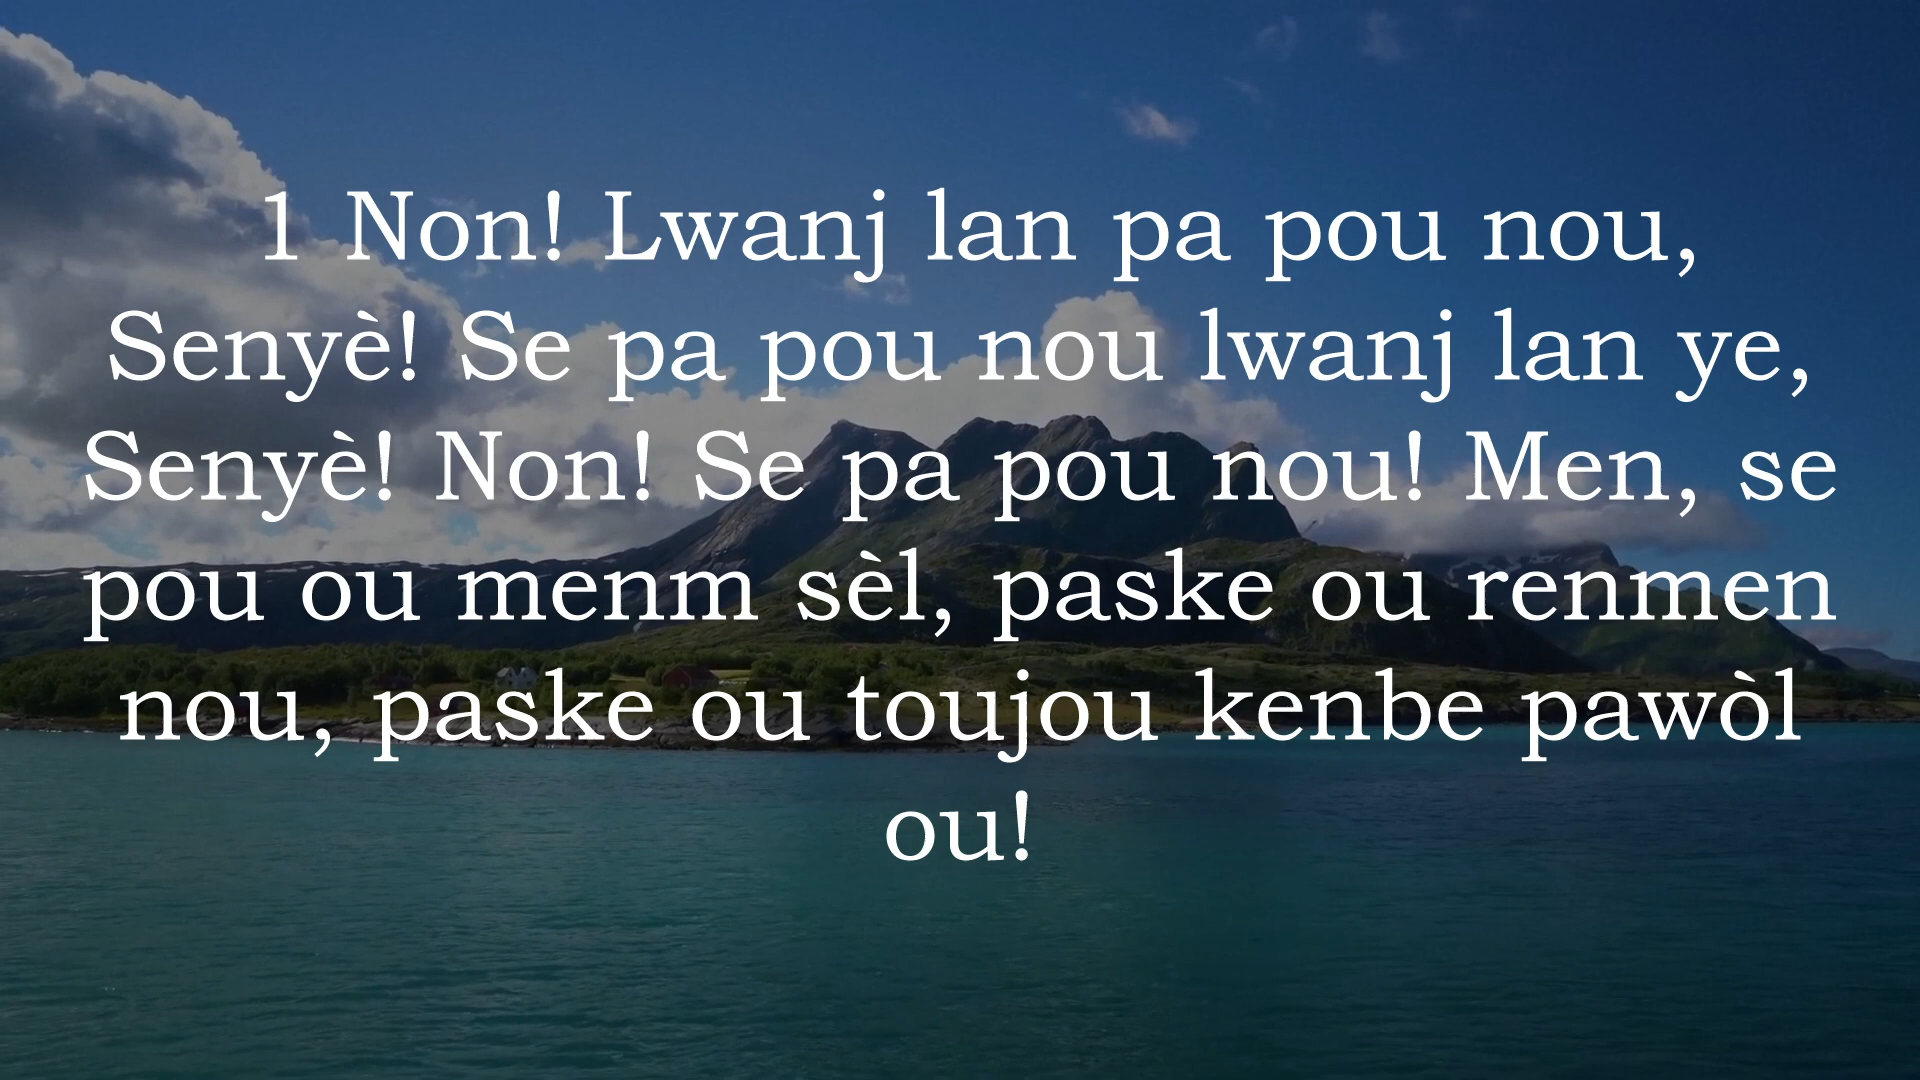 1 Non! Lwanj lan pa pou nou,
Senyè! Se pa pou nou lwanj lan ye,
Senyè! Non! Se pa pou nou! Men, se
pou ou menm sèl, paske ou renmen
nou, paske ou toujou kenbe pawòl
ou!